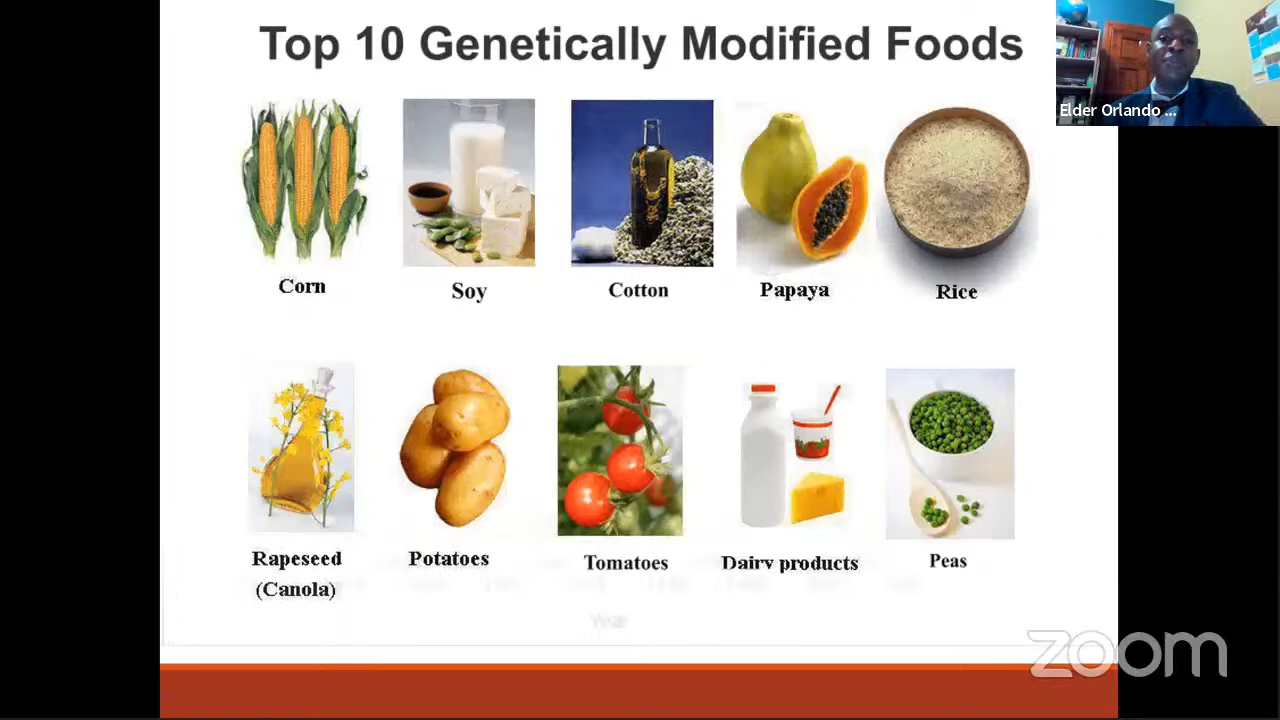 Top 10 Genetically Modified Foods
Elder Orlando ...
Corn
Soy
Cotton
Papaya
Rice
Rapeseed
(Canola)
Potatoes
Tomatoes
Dairy products
Peas
Year
zoom